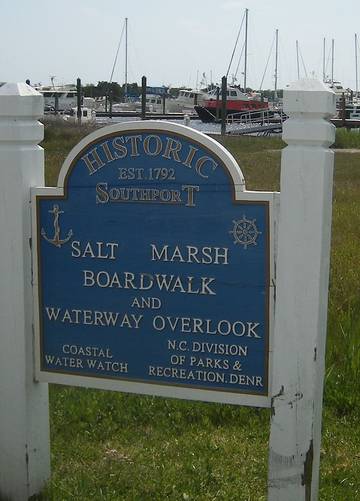 HISTORIC
EST. 1792
SOUTHPORT
SALT MARSH
BOARDWALK
AND
WATERWAY OVERLOOK
COASTAL
WATER WATCH
N.C. DIVISION
OF PARKS &
RECREATION. DENR